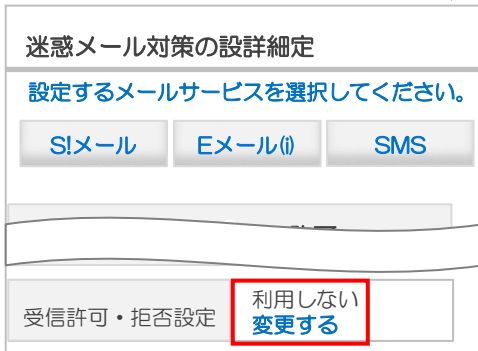 迷惑メール対策の設詳細定
設定するメールサービスを選択してください。
S!メール Eメール(i) SMS
受信許可・拒否設定
利用しない
変更する